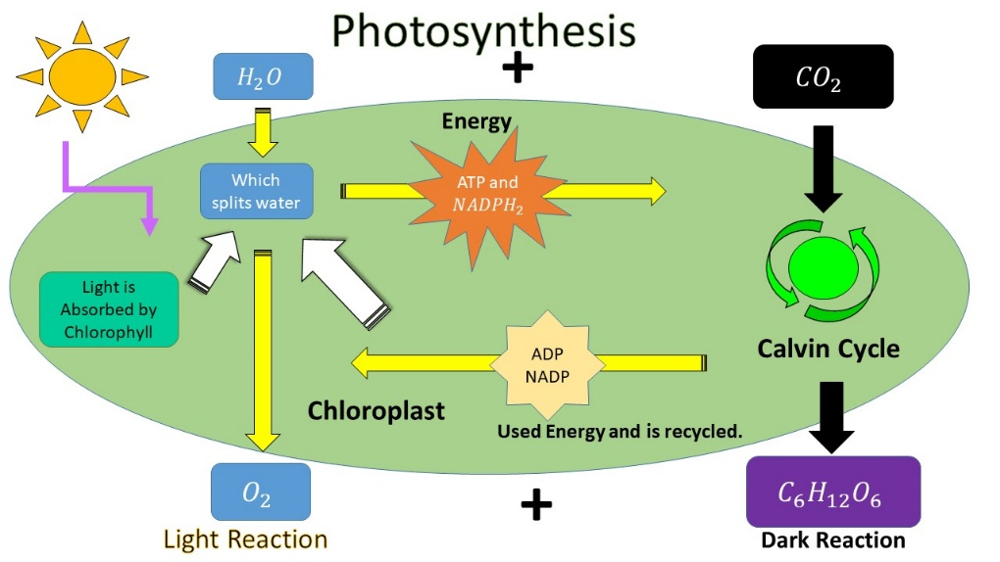 Photosynthesis
H₂O
+
CO₂
Energy
Which
splits water
ATP and
NADPH₂
Light is
Absorbed by
Chlorophyll
ADP
NADP
Calvin Cycle
Chloroplast
Used Energy and is recycled.
O₂
+
C₆H₁₂O₆
Light Reaction
Dark Reaction